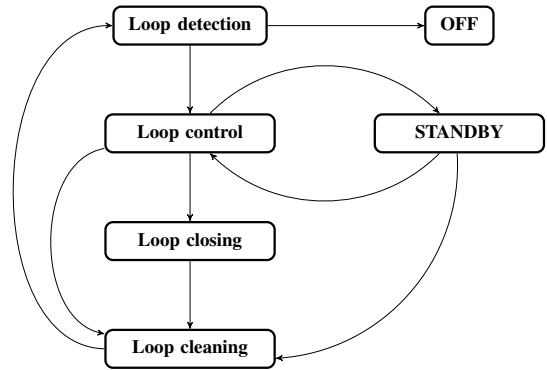 Loop detection
OFF
Loop control
STANDBY
Loop closing
Loop cleaning